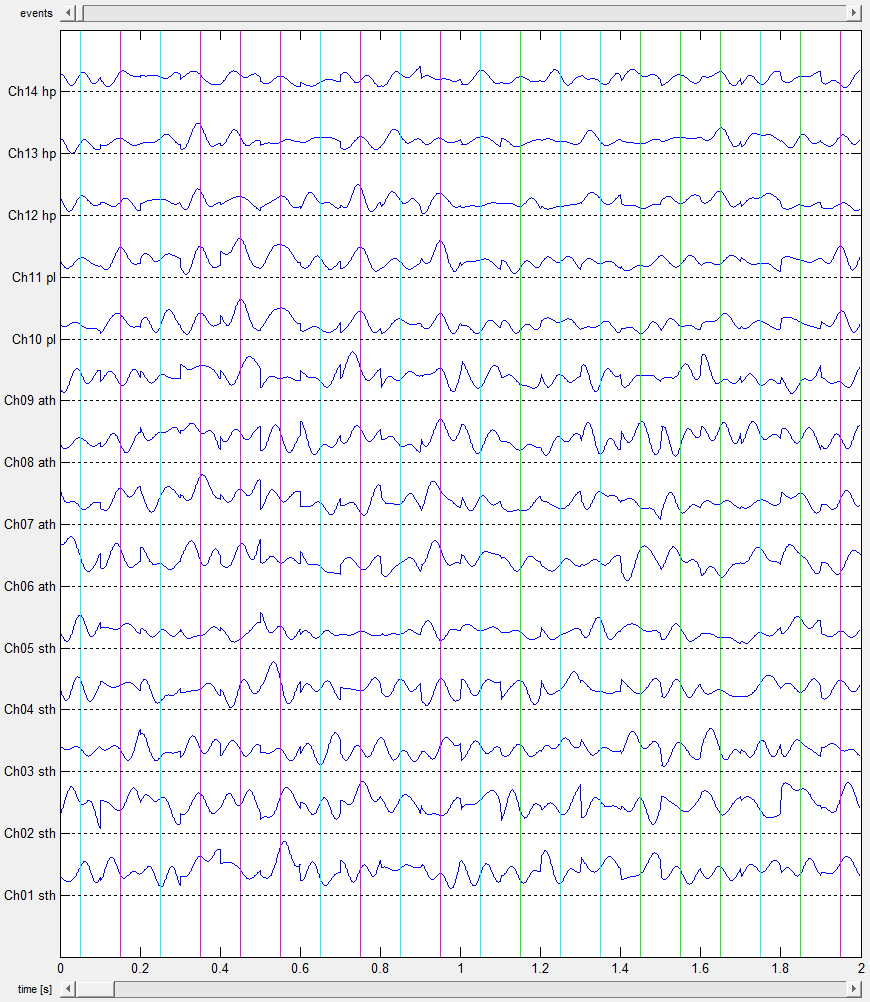 events
Ch14 hp
Ch13 hp
Ch12 hp
Ch11 pl
Ch10 pl
Ch09 ath
Ch08 ath
Ch07 ath
Ch06 ath
Ch05 sth
Ch04 sth
Ch03 sth
Ch02 sth
Ch01 sth
0 0.2 0.4 0.6 0.8 1 1.2 1.4 1.6 1.8 2
time [s]